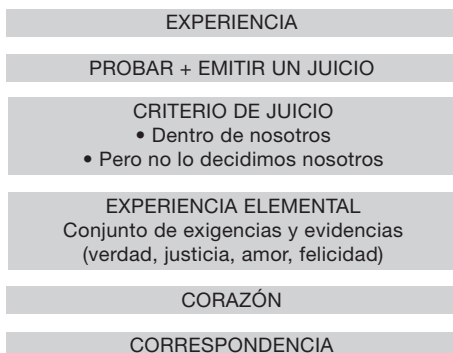 EXPERIENCIA
PROBAR + EMITIR UN JUICIO
CRITERIO DE JUICIO
• Dentro de nosotros
• Pero no lo decidimos nosotros
EXPERIENCIA ELEMENTAL
Conjunto de exigencias y evidencias
(verdad, justicia, amor, felicidad)
CORAZÓN
CORRESPONDENCIA